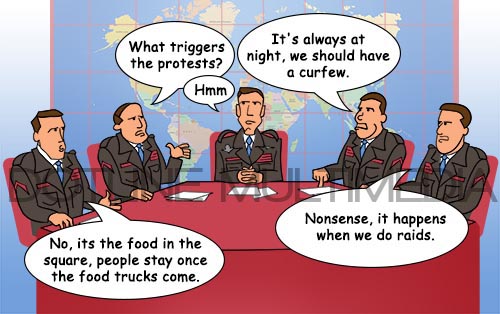 What triggers
the protests?
Hmm
It's always at
night, we should have
a curfew.
No, its the food in the
square, people stay once
the food trucks come.
Nonsense, it happens
when we do raids.